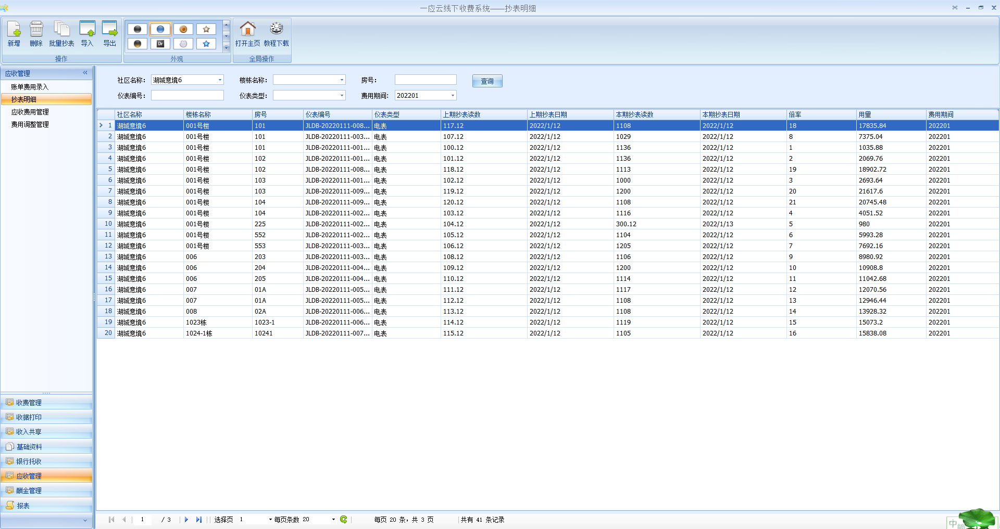 一应云线下收费系统——抄表明细
新增 删除 批量抄表 导入 导出 Dr 打开主页 教程下载
操作 外观 全局操作
应收管理 «
账单费用录入
抄表明细
应收费用管理
费用调整管理
社区名称: 湖城意境6 楼栋名称: 房号: 查询
仪表编号: 仪表类型: 费用期间: 202201
社区名称 楼栋名称 房号 仪表编号 仪表类型 上期抄表读数 上期抄表日期 本期抄表读数 本期抄表日期 倍率 用量 费用期间
1 湖城意境6 001号楼 101 JLDB-20220111-008... 电表 117.12 2022/1/12 1108 2022/1/12 18 17835.84 202201
2 湖城意境6 001号楼 101 JLDB-20220111-003... 电表 107.12 2022/1/12 1029 2022/1/12 8 7375.04 202201
3 湖城意境6 001号楼 101 JLDB-20220111-001... 电表 100.12 2022/1/12 1136 2022/1/12 1 1035.88 202201
4 湖城意境6 001号楼 102 JLDB-20220111-001... 电表 101.12 2022/1/12 1136 2022/1/12 2 2069.76 202201
5 湖城意境6 001号楼 102 JLDB-20220111-008... 电表 118.12 2022/1/12 1113 2022/1/12 19 18902.72 202201
6 湖城意境6 001号楼 103 JLDB-20220111-001... 电表 102.12 2022/1/12 1000 2022/1/12 3 2693.64 202201
7 湖城意境6 001号楼 103 JLDB-20220111-009... 电表 119.12 2022/1/12 1200 2022/1/12 20 21617.6 202201
8 湖城意境6 001号楼 104 JLDB-20220111-009... 电表 120.12 2022/1/12 1108 2022/1/12 21 20745.48 202201
9 湖城意境6 001号楼 104 JLDB-20220111-002... 电表 103.12 2022/1/12 1116 2022/1/12 4 4051.52 202201
10 湖城意境6 001号楼 225 JLDB-20220111-002... 电表 104.12 2022/1/12 300.12 2022/1/13 5 980 202201
11 湖城意境6 001号楼 552 JLDB-20220111-002... 电表 105.12 2022/1/12 1104 2022/1/12 6 5993.28 202201
12 湖城意境6 001号楼 553 JLDB-20220111-003... 电表 106.12 2022/1/12 1205 2022/1/12 7 7692.16 202201
13 湖城意境6 006 203 JLDB-20220111-003... 电表 108.12 2022/1/12 1106 2022/1/12 9 8980.92 202201
14 湖城意境6 006 204 JLDB-20220111-004... 电表 109.12 2022/1/12 1200 2022/1/12 10 10908.8 202201
15 湖城意境6 006 205 JLDB-20220111-004... 电表 110.12 2022/1/12 1114 2022/1/12 11 11042.68 202201
16 湖城意境6 007 01A JLDB-20220111-005... 电表 111.12 2022/1/12 1117 2022/1/12 12 12070.56 202201
17 湖城意境6 007 01A JLDB-20220111-005... 电表 112.12 2022/1/12 1108 2022/1/12 13 12946.44 202201
18 湖城意境6 008 02A JLDB-20220111-006... 电表 113.12 2022/1/12 1108 2022/1/12 14 13928.32 202201
19 湖城意境6 1023栋 1023-1 JLDB-20220111-006... 电表 114.12 2022/1/12 1119 2022/1/12 15 15073.2 202201
20 湖城意境6 1024-1栋 10241 JLDB-20220111-007... 电表 115.12 2022/1/12 1105 2022/1/12 16 15838.08 202201
收费管理
收据打印
收入共享
基础资料
银行托收
应收管理
酬金管理
报表
1 / 3 选择页 1 每页条数 20 每页 20 条，共 3 页 共有 41 条记录
中 简